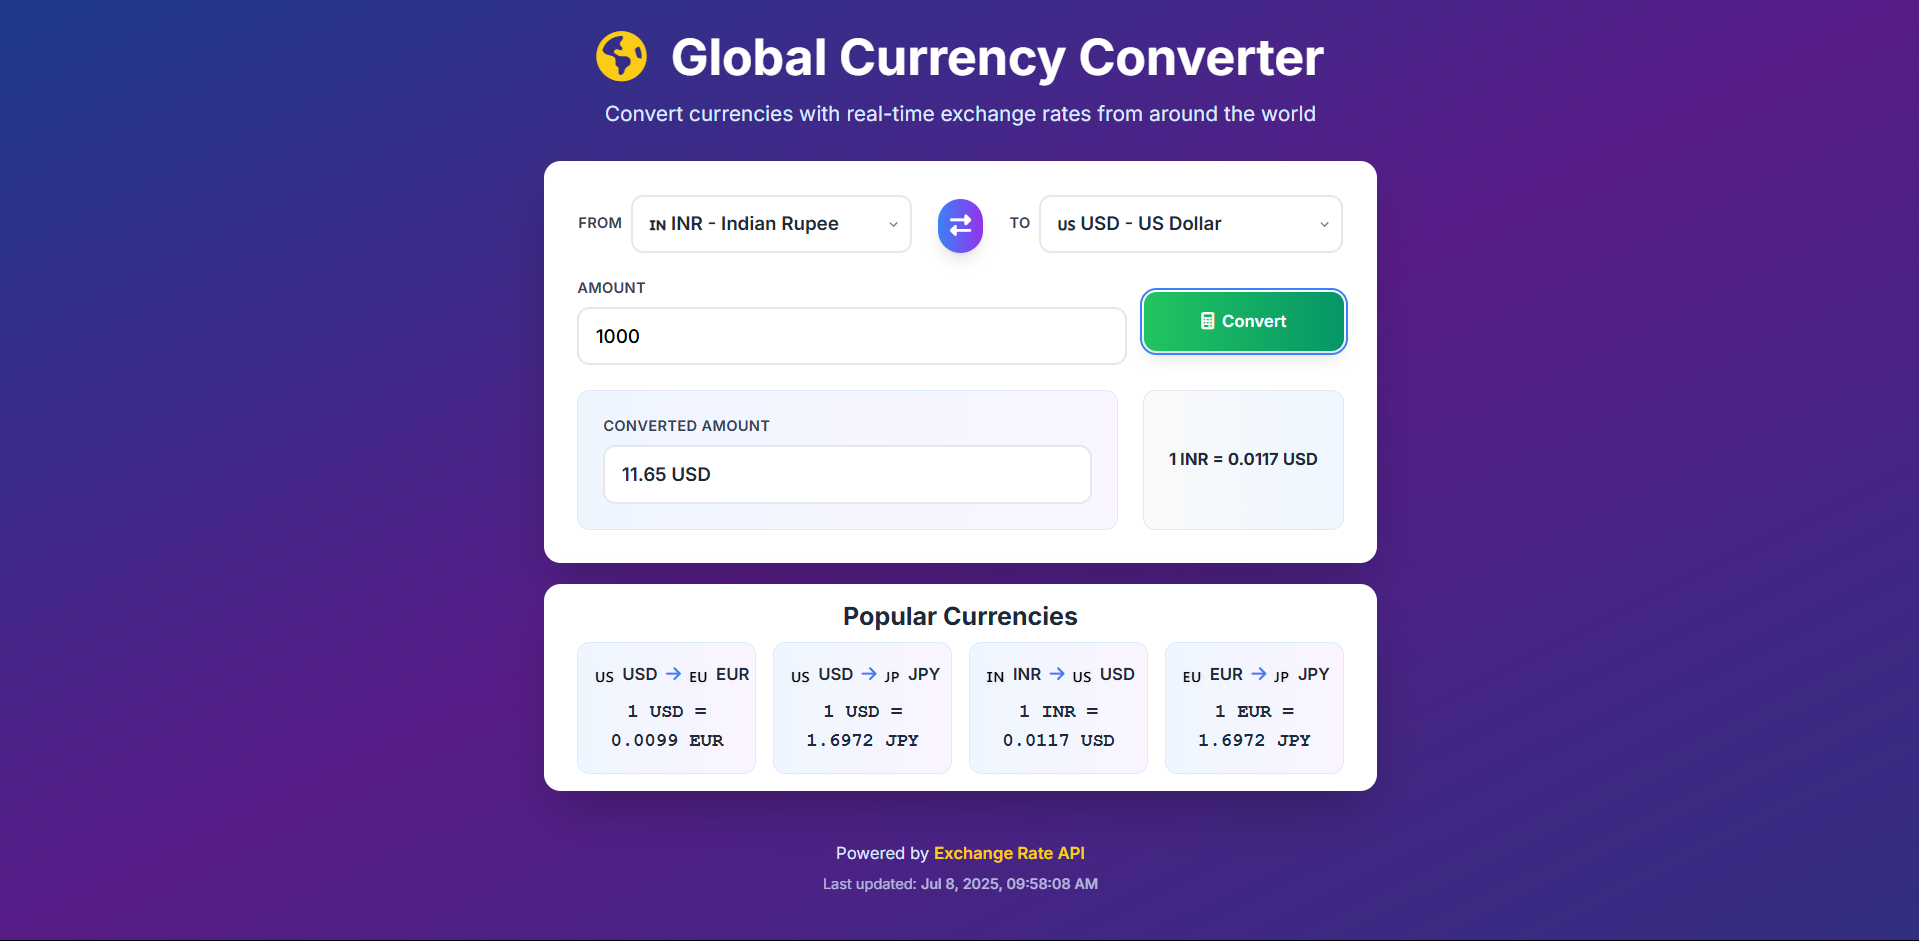 Global Currency Converter
Convert currencies with real-time exchange rates from around the world
FROM
IN INR - Indian Rupee
TO
US USD - US Dollar
AMOUNT
1000
Convert
CONVERTED AMOUNT
11.65 USD
1 INR = 0.0117 USD
Popular Currencies
US USD → EU EUR
1 USD =
0.0099 EUR
US USD → JP JPY
1 USD =
1.6972 JPY
IN INR → US USD
1 INR =
0.0117 USD
EU EUR → JP JPY
1 EUR =
1.6972 JPY
Powered by Exchange Rate API
Last updated: Jul 8, 2025, 09:58:08 AM